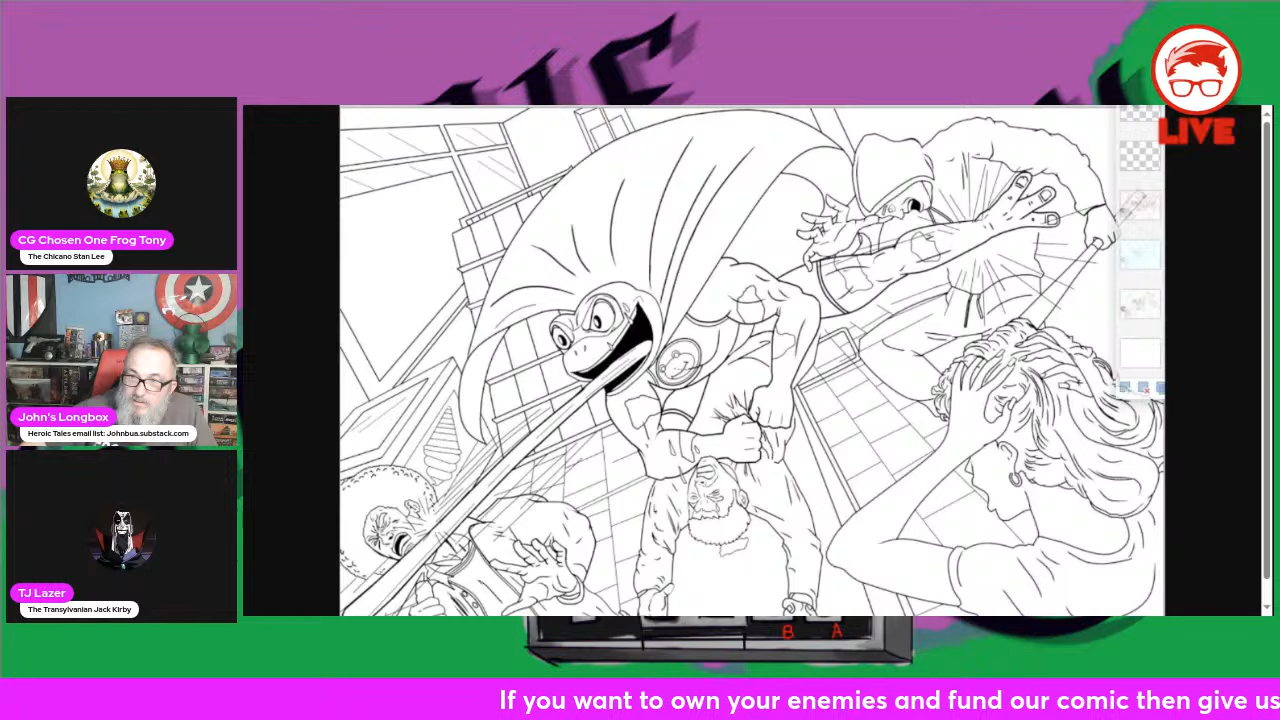 LIVE
CG Chosen One Frog Tony
The Chicano Stan Lee
John's Longbox
Heroic Tales email list: Johnbua.substack.com
TJ Lazer
The Transylvanian Jack Kirby
B A
If you want to own your enemies and fund our comic then give us